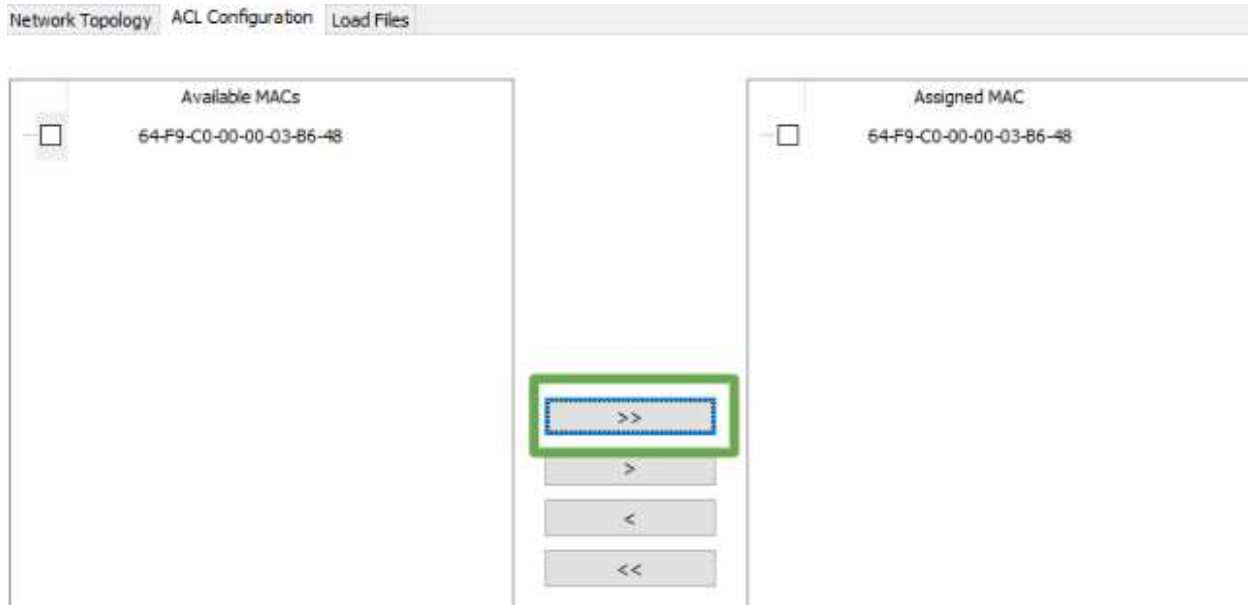 Network Topology ACL Configuration Load Files
Available MACs Assigned MAC
64-F9-C0-00-00-03-B6-48 64-F9-C0-00-00-03-B6-48
>>
>
<
<<